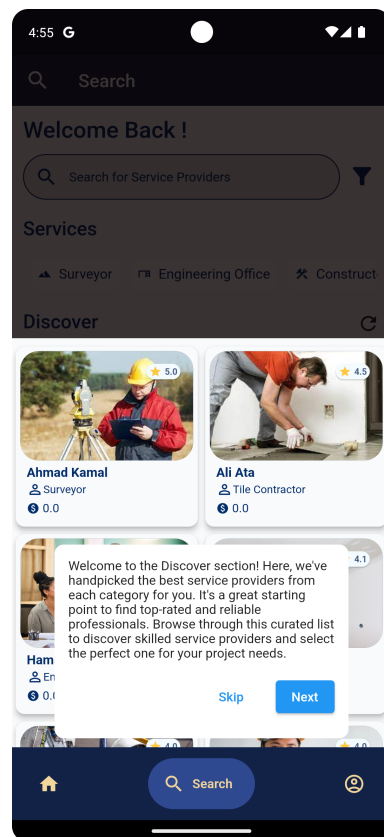 4:55 G
Search
Welcome Back !
Search for Service Providers
Services
Surveyor Engineering Office Construct
Discover
5.0 4.5
Ahmad Kamal Ali Ata
Surveyor Tile Contractor
0.0 0.0
4.1
Welcome to the Discover section! Here, we've
handpicked the best service providers from
each category for you. It's a great starting
point to find top-rated and reliable
professionals. Browse through this curated list
to discover skilled service providers and select
the perfect one for your project needs.
Ham
En
0.0
Skip Next
4.0 4.0
Search